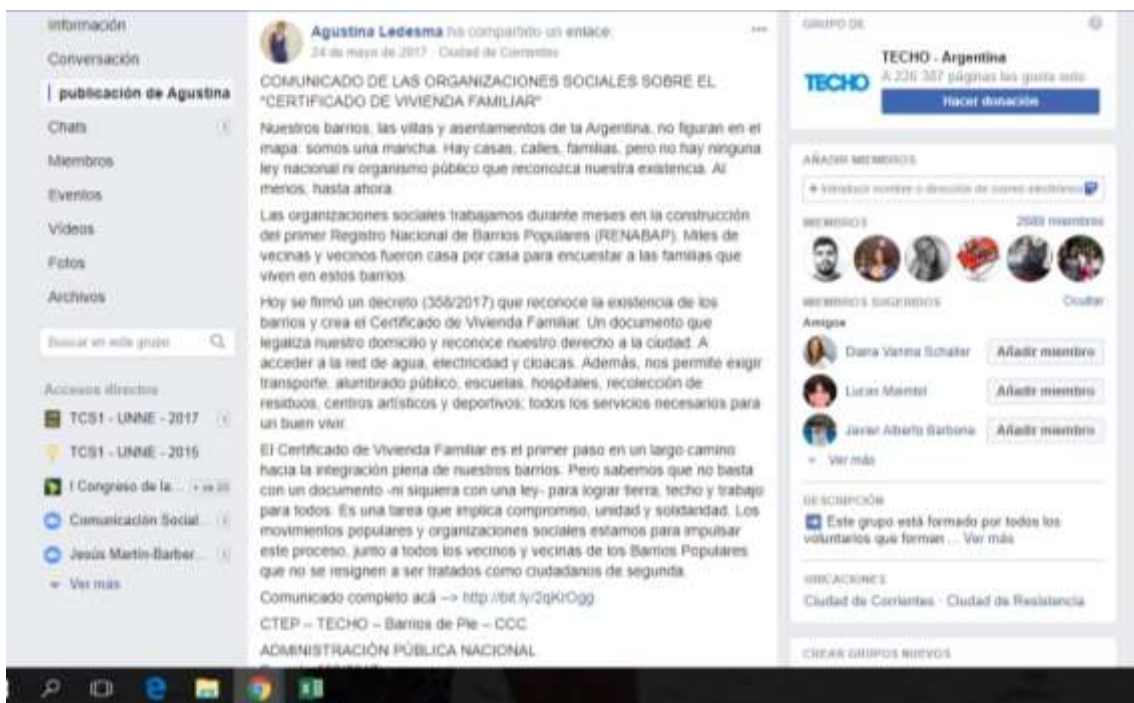 información
Conversación
publicación de Agustina
Chats
Miembros
Eventos
Vídeos
Fotos
Archivos
Buscar en este grupo
Accesos directos
TCS1 - UNNE - 2017
TCS1 - UNNE - 2015
I Congreso de la...
Comunicación Social
Jesús Martín-Barber...
Ver más
Agustina Ledesma ha compartido un enlace.
24 de mayo de 2017 · Ciudad de Corrientes
COMUNICADO DE LAS ORGANIZACIONES SOCIALES SOBRE EL
"CERTIFICADO DE VIVIENDA FAMILIAR"
Nuestros barrios, las villas y asentamientos de la Argentina, no figuran en el
mapa: somos una mancha. Hay casas, calles, familias, pero no hay ninguna
ley nacional ni organismo público que reconozca nuestra existencia. Al
menos, hasta ahora.
Las organizaciones sociales trabajamos durante meses en la construcción
del primer Registro Nacional de Barrios Populares (RENABAP). Miles de
vecinas y vecinos fueron casa por casa para encuestar a las familias que
viven en estos barrios.
Hoy se firmó un decreto (358/2017) que reconoce la existencia de los
barrios y crea el Certificado de Vivienda Familiar. Un documento que
legaliza nuestro domicilio y reconoce nuestro derecho a la ciudad. A
acceder a la red de agua, electricidad y cloacas. Además, nos permite exigir
transporte, alumbrado público, escuelas, hospitales, recolección de
residuos, centros artísticos y deportivos; todos los servicios necesarios para
un buen vivir.
El Certificado de Vivienda Familiar es el primer paso en un largo camino
hacia la integración plena de nuestros barrios. Pero sabemos que no basta
con un documento -ni siquiera con una ley- para lograr tierra, techo y trabajo
para todos. Es una tarea que implica compromiso, unidad y solidaridad. Los
movimientos populares y organizaciones sociales estamos para impulsar
este proceso, junto a todos los vecinos y vecinas de los Barrios Populares
que no se resignen a ser tratados como ciudadanos de segunda.
Comunicado completo acá --> http://bit.ly/2qKrOgg
CTEP – TECHO – Barrios de Pie – CCC
ADMINISTRACIÓN PÚBLICA NACIONAL
GRUPO DE
TECHO
TECHO - Argentina
A 226 387 páginas les gusta esto
Hacer donación
AÑADIR MIEMBROS
+ Introduce nombre o dirección de correo electrónico
MIEMBROS
2689 miembros
MIEMBROS SUGERIDOS
Ocultar
Amigos
Diana Vanina Schaller
Añadir miembro
Lucas
Añadir miembro
Javier Alberto Barbona
Añadir miembro
Ver más
DESCRIPCIÓN
Este grupo está formado por todos los
voluntarios que forman ... Ver más
UBICACIONES
Ciudad de Corrientes · Ciudad de Resistencia
CREAR GRUPOS NUEVOS